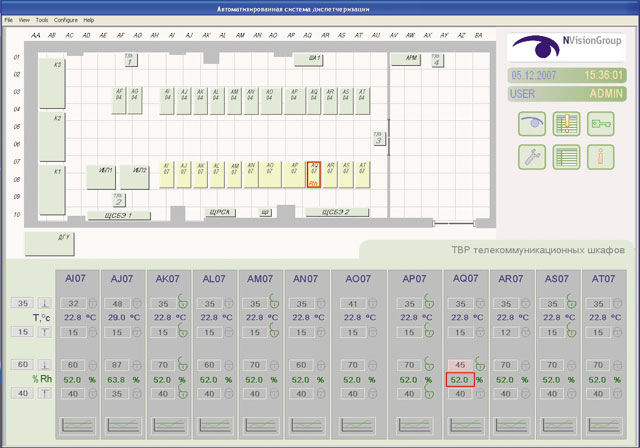 Автоматизированная система диспетчеризации
File View Tools Configure Help
AA AB AC AD AE AF AG AH AI AJ AK AL AM AN AO AP AQ AR AS AT AU AV AW AX AY AZ BA
NVisionGroup
05.12.2007 15:36:01
USER ADMIN
01 02 03 04 05 06 07 08 09 10
К3
1
ША1
АРМ
4
AF 04 AG 04 AI 04 AJ 04 AK 04 AL 04 AM 04 AN 04 AO 04 AP 04 AQ 04 AR 04 AS 04 AT 04
К2
3
К1
ИБП1 ИБП2
AI 07 AJ 07 AK 07 AL 07 AM 07 AN 07 AO 07 AP 07 AQ 07 AR 07 AS 07 AT 07
Rh
2
ЩСБЭ 1 ЩРСК щр ЩСБЭ 2
ДГУ
ТВР телекоммуникационных шкафов
AI07 AJ07 AK07 AL07 AM07 AN07 AO07 AP07 AQ07 AR07 AS07 AT07
35 32 48 35 35 35 35 41 35 35 35 35 35
T,°c 22.8 °C 29.0 °C 22.8 °C 22.8 °C 22.8 °C 22.8 °C 22.8 °C 22.8 °C 22.8 °C 22.8 °C 22.8 °C 22.8 °C
15 15 15 15 15 15 15 15 15 15 12 15 15
60 60 87 70 60 70 70 70 70 45 70 70 70
% Rh 52.0 % 63.8 % 52.0 % 52.0 % 52.0 % 52.0 % 52.0 % 52.0 % 52.0 % 52.0 % 52.0 % 52.0 %
40 40 35 40 40 40 40 40 40 40 40 40 40